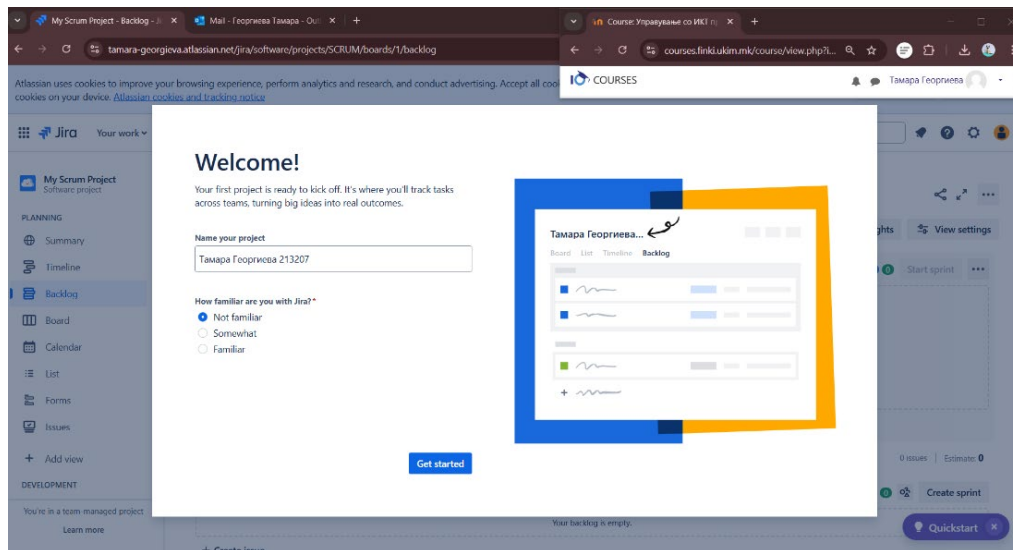 My Scrum Project - Backlog - Ji
Mail - Георгиева Тамара - Out
Course: Управување со ИКТ пр
tamara-georgieva.atlassian.net/jira/software/projects/SCRUM/boards/1/backlog
courses.finki.ukim.mk/course/view.php?i...
Atlassian uses cookies to improve your browsing experience, perform analytics and research, and conduct advertising. Accept all coo
cookies on your device. Atlassian cookies and tracking notice
COURSES
Тамара Георгиева
Jira
Your work
My Scrum Project
Software project
PLANNING
Summary
Timeline
Backlog
Board
Calendar
List
Forms
Issues
+ Add view
DEVELOPMENT
You're in a team-managed project
Learn more
Welcome!
Your first project is ready to kick off. It's where you'll track tasks
across teams, turning big ideas into real outcomes.
Name your project
Тамара Георгиева 213207
How familiar are you with Jira?*
Not familiar
Somewhat
Familiar
Get started
Тамара Георгиева...
Board List Timeline Backlog
ghts
View settings
0 Start sprint
0 issues | Estimate: 0
0 Create sprint
Your backlog is empty.
Quickstart
+ Create issue